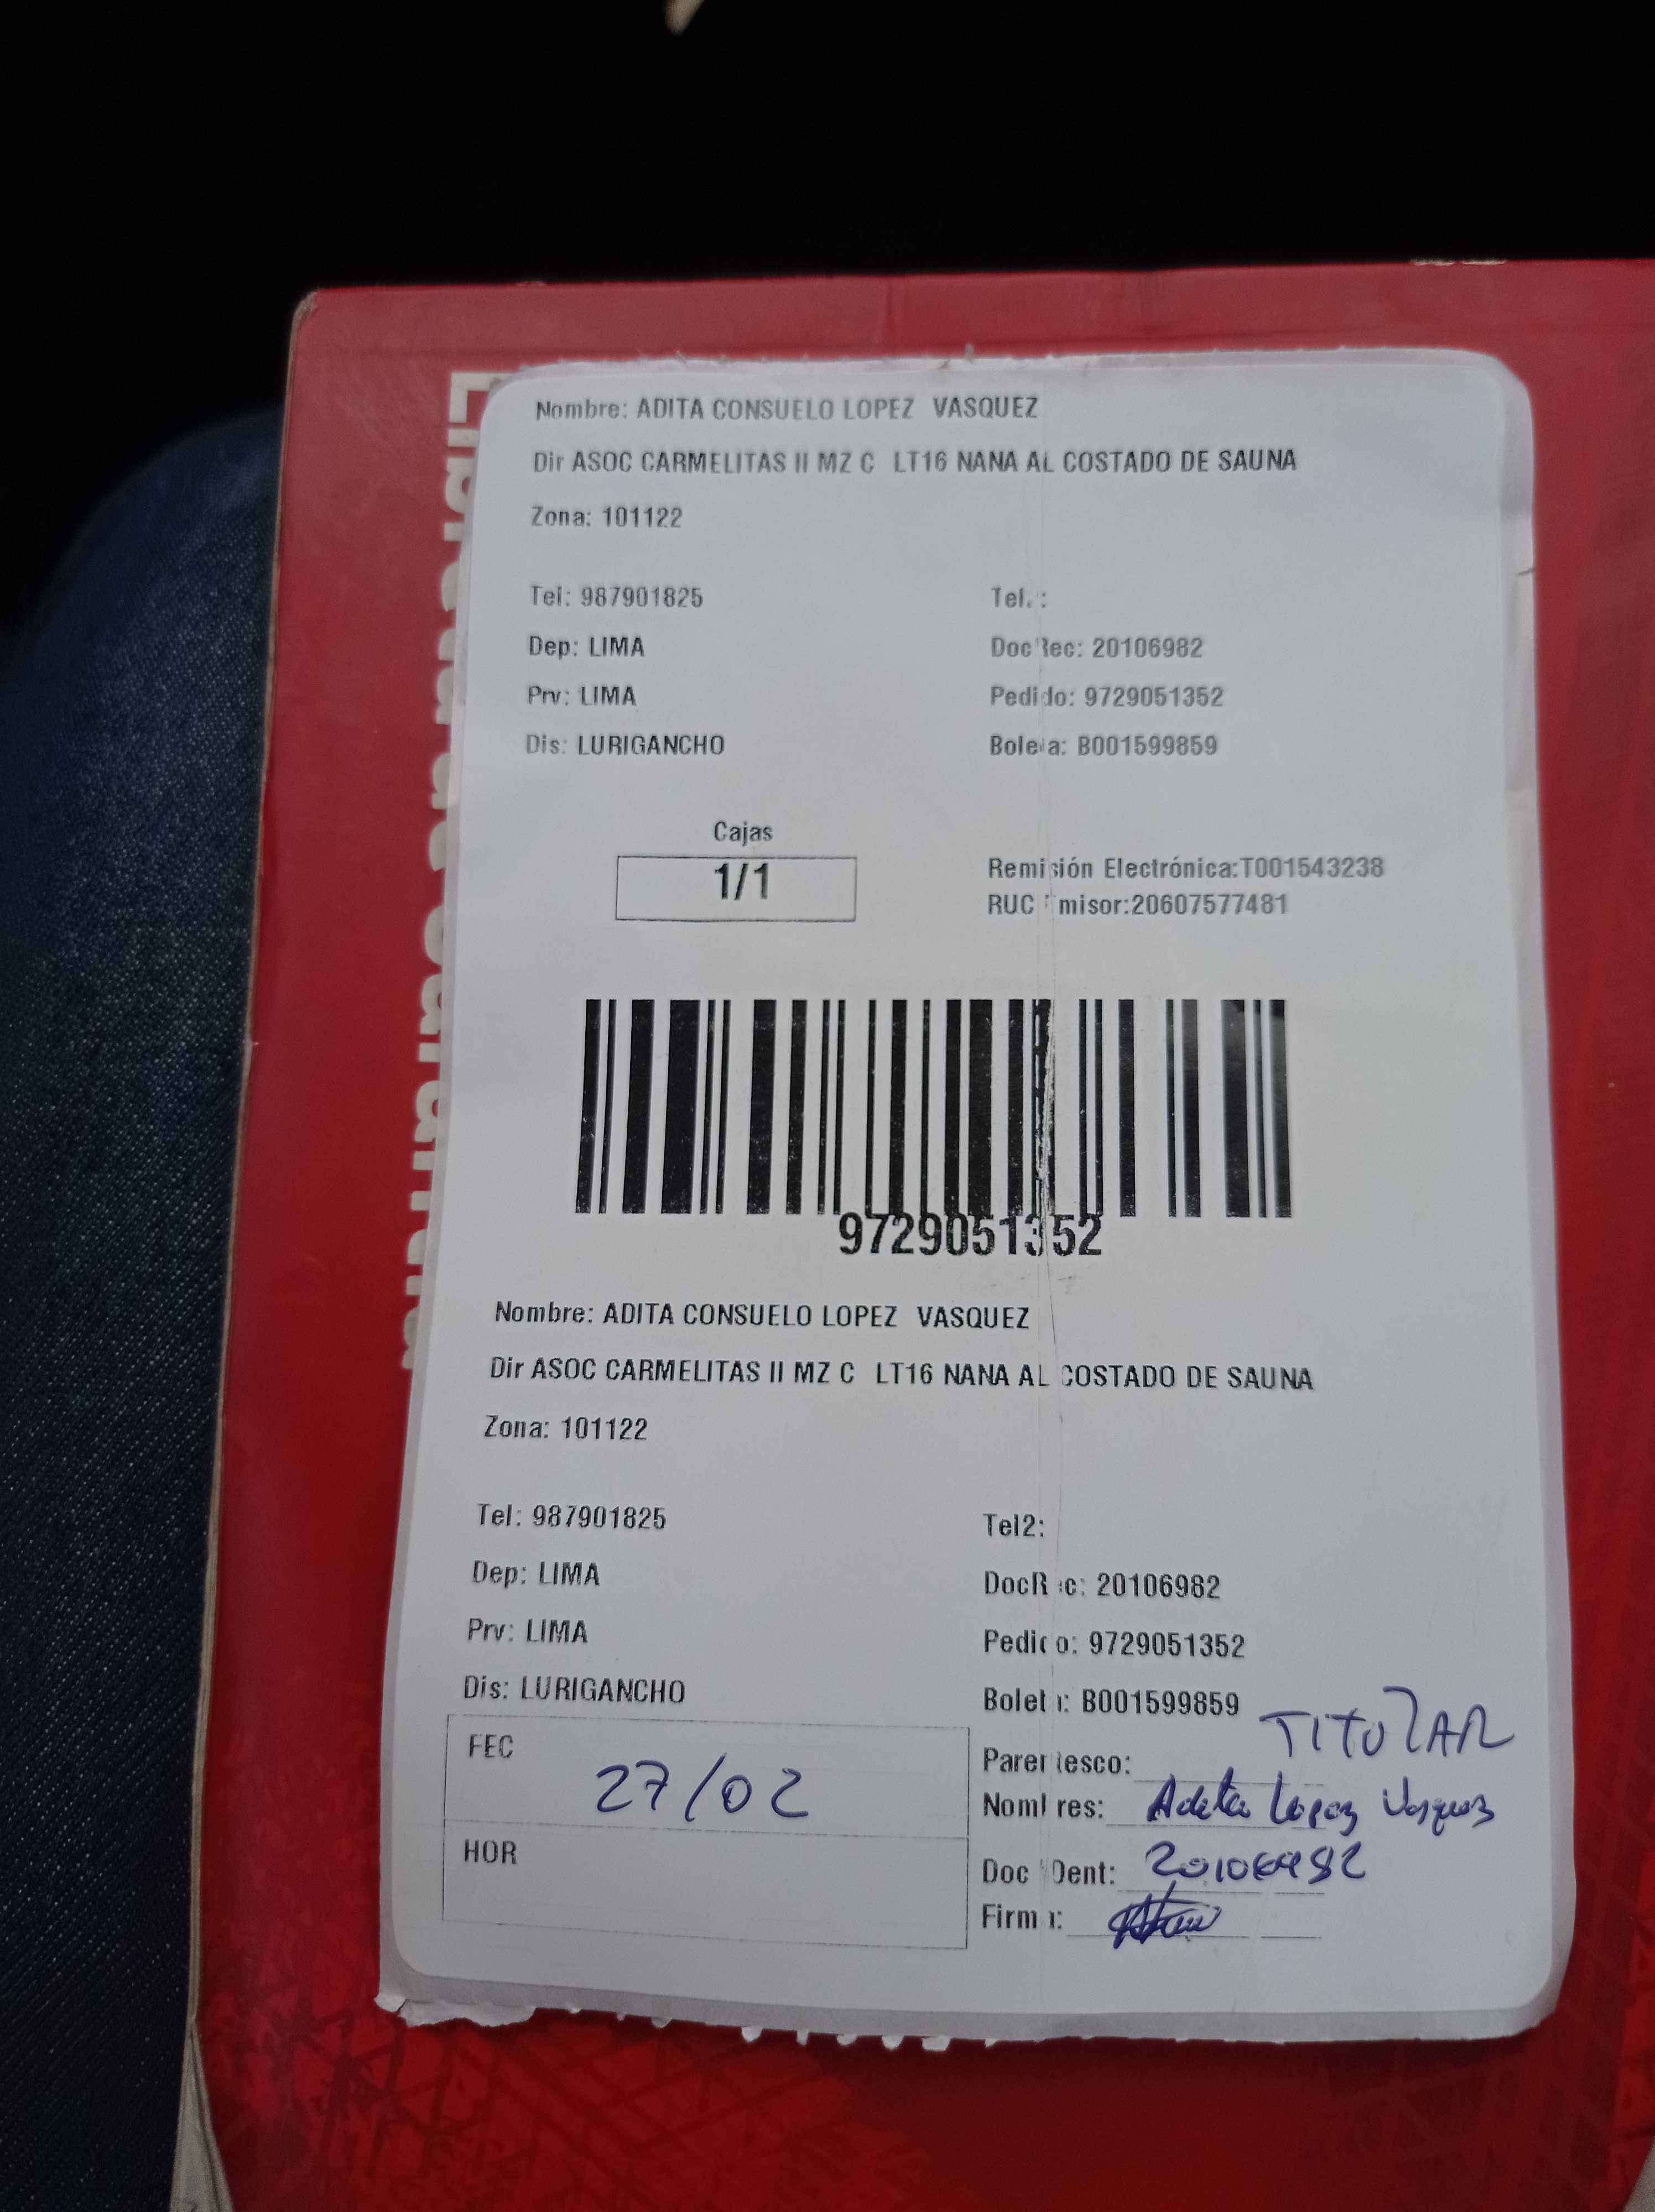 Nombre: ADITA CONSUELO LOPEZ VASQUEZ
Dir ASOC CARMELITAS II MZ C LT16 NANA AL COSTADO DE SAUNA
Zona: 101122
Tel: 987901825 Tel. :
Dep: LIMA Doc Rec: 20106982
Prv: LIMA Pedido: 9729051352
Dis: LURIGANCHO Boleta: B001599859
Cajas
1/1
Remisión Electrónica:T001543238
RUC Emisor:20607577481
9729051352
Nombre: ADITA CONSUELO LOPEZ VASQUEZ
Dir ASOC CARMELITAS II MZ C LT16 NANA AL COSTADO DE SAUNA
Zona: 101122
Tel: 987901825 Tel2:
Dep: LIMA DocRec: 20106982
Prv: LIMA Pedido: 9729051352
Dis: LURIGANCHO Boleta: B001599859
FEC 27/02
HOR
Parentesco: TITULAR
Nombres: Adita Lopez Vasquez
Doc Ident: 20106982
Firma: